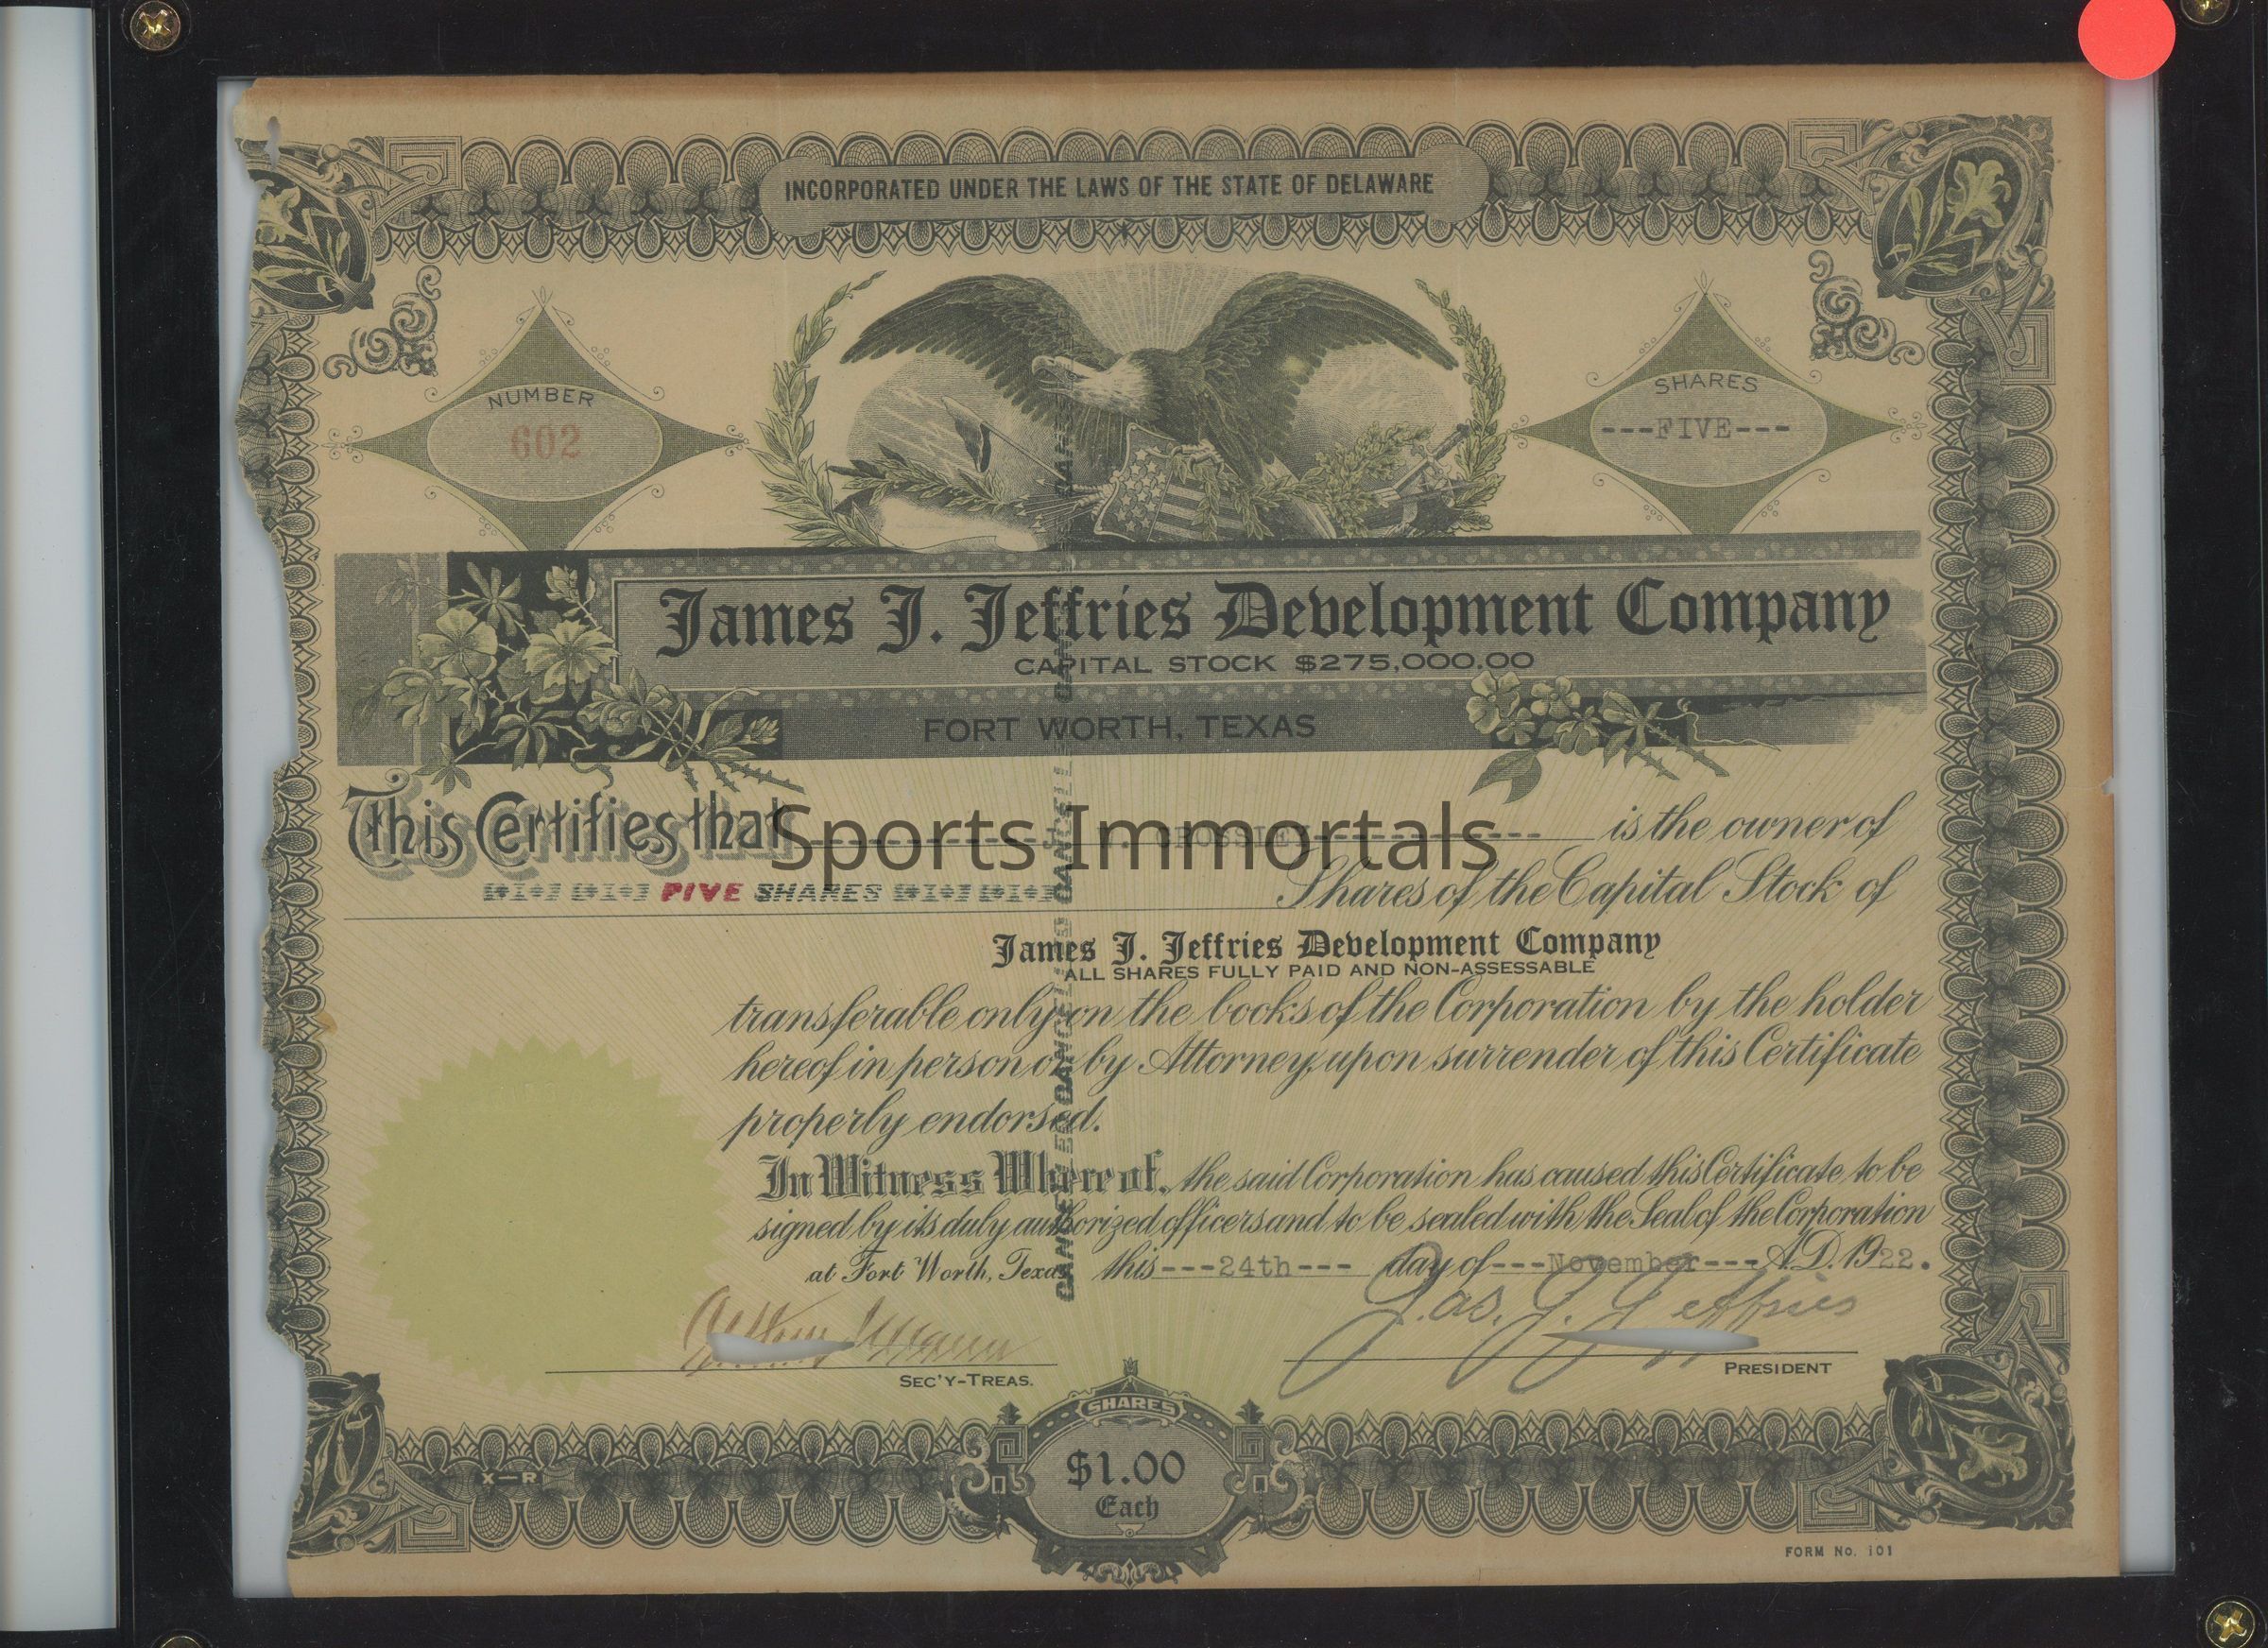 INCORPORATED UNDER THE LAWS OF THE STATE OF DELAWARE
NUMBER
602
SHARES
---FIVE---
James J. Jeffries Development Company
CAPITAL STOCK $275,000.00
FORT WORTH, TEXAS
This Certifies that is the owner of
Sports Immortals
FIVE SHARES Shares of the Capital Stock of
James J. Jeffries Development Company
ALL SHARES FULLY PAID AND NON-ASSESSABLE
transferable only on the books of the Corporation by the holder
hereof in person or by Attorney, upon surrender of this Certificate
properly endorsed.
In Witness Whereof, the said Corporation has caused this Certificate to be
signed by its duly authorized officers and to be sealed with the Seal of the Corporation
at Fort Worth, Texas this---24th--- day of---November---A.D. 1922.
Jas. J. Jeffries
SEC'Y-TREAS.
PRESIDENT
SHARES
$1.00
Each
X-R
FORM No. 101
CANCELLED CANCELLED CANCELLED CANCELLED